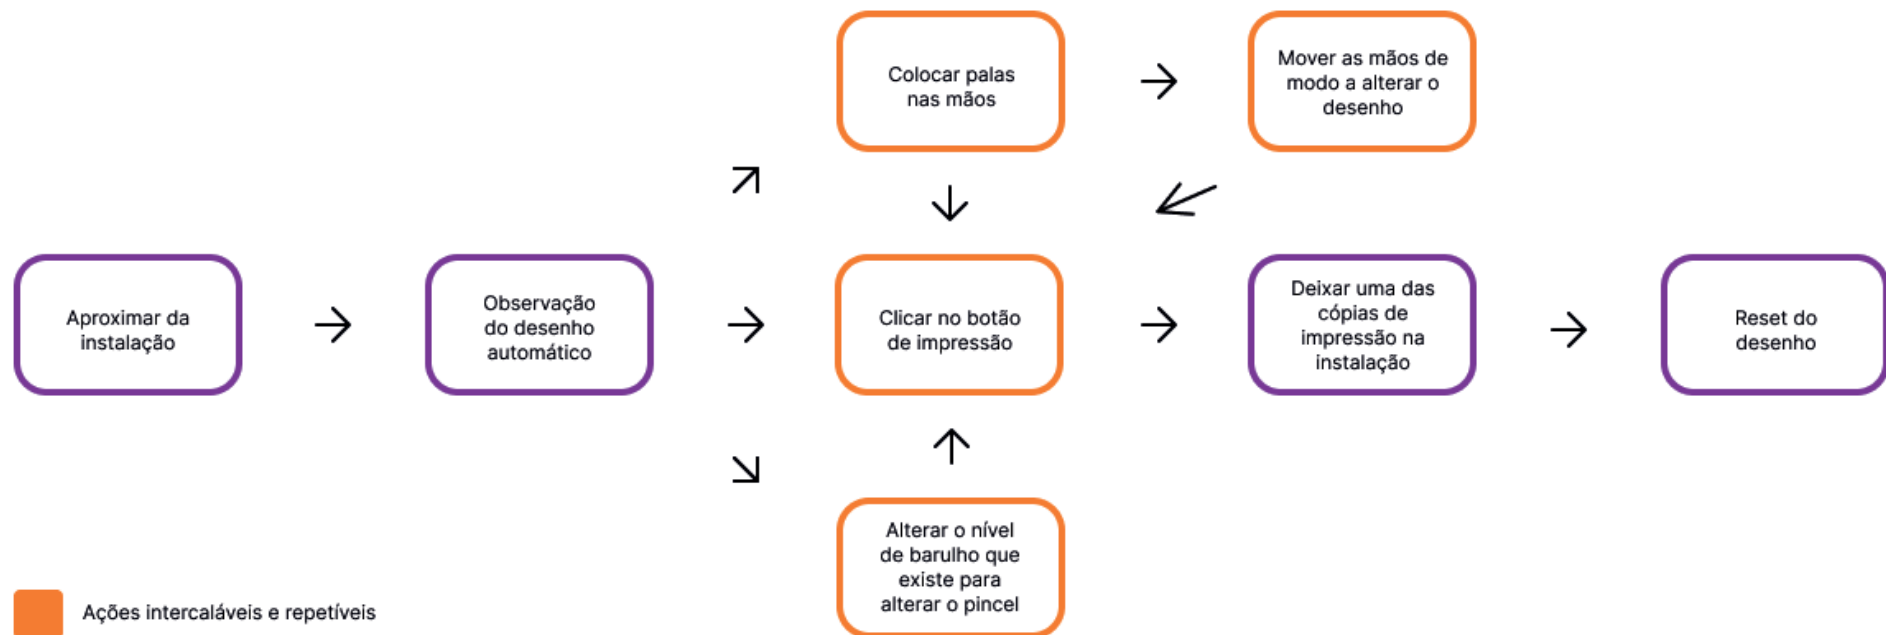 Colocar palas
nas mãos
Mover as mãos de
modo a alterar o
desenho
Aproximar da
instalação
Observação
do desenho
automático
Clicar no botão
de impressão
Deixar uma das
cópias de
impressão na
instalação
Reset do
desenho
Alterar o nível
de barulho que
existe para
alterar o pincel
Ações intercaláveis e repetíveis